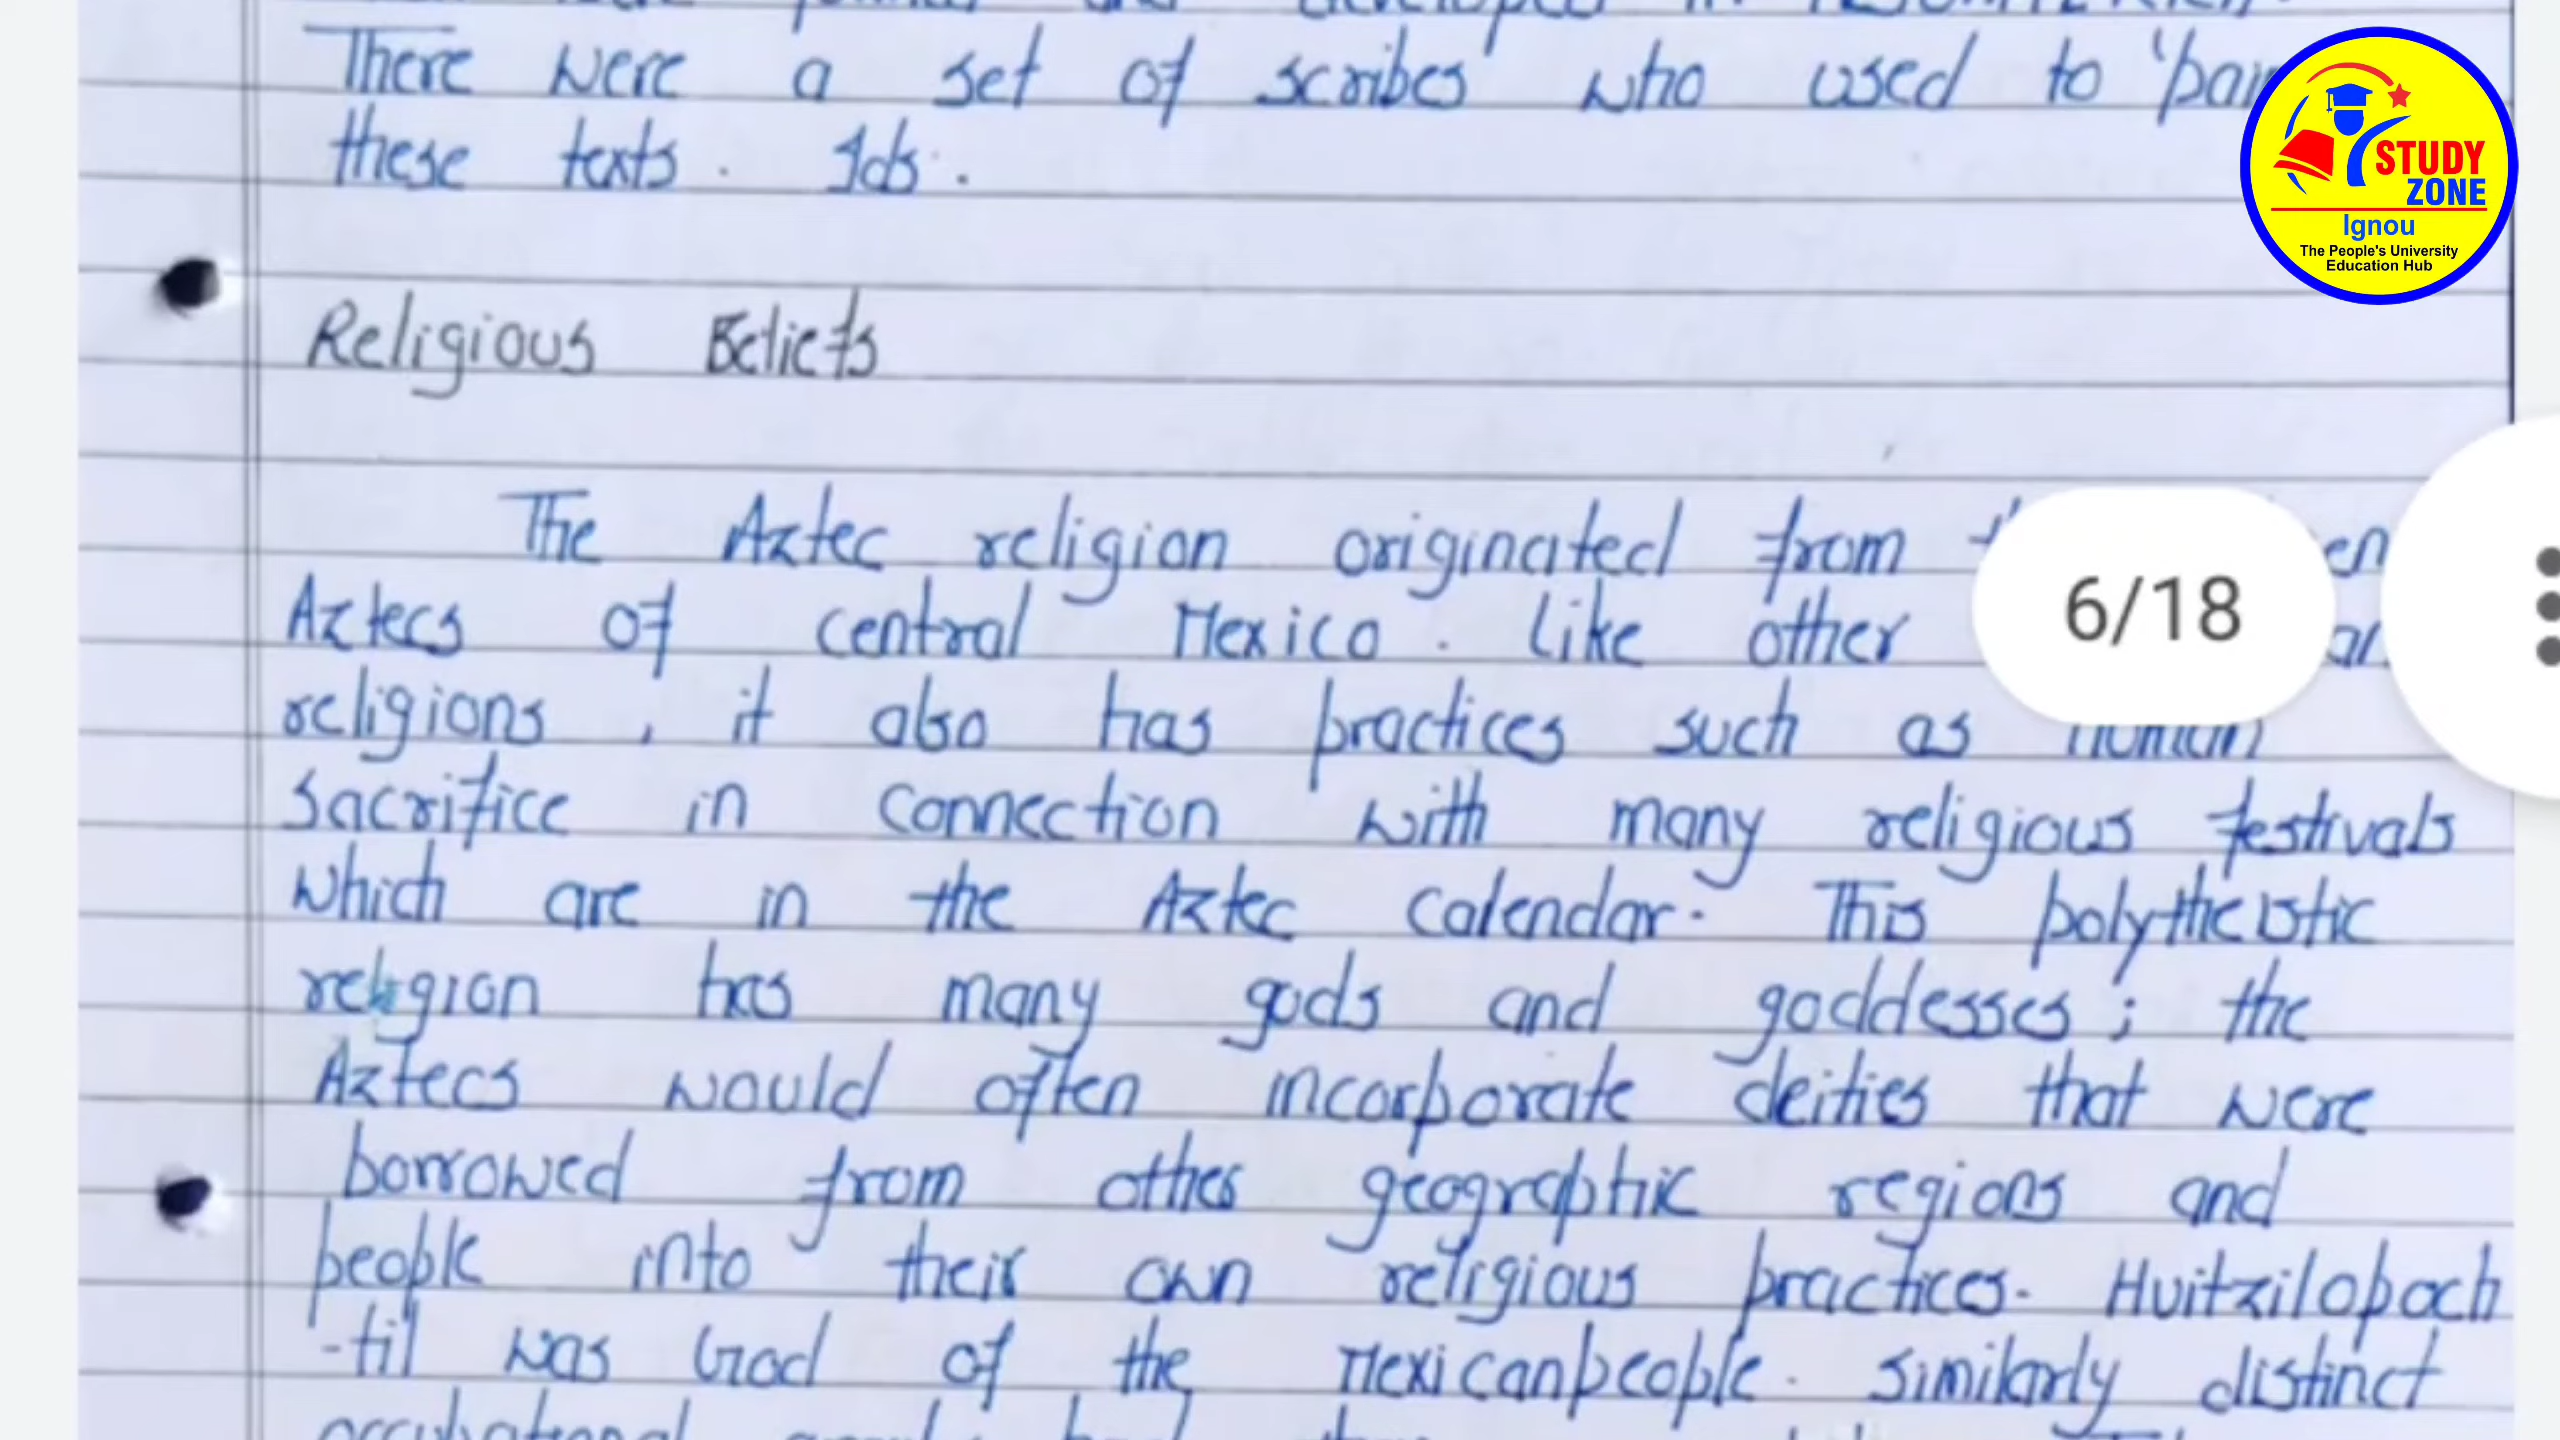 There were a set of scribes who used to
these texts. Ids.
Religious Beliefs
The Aztec religion originated from
Aztecs of central Mexico. Like other
religions, it also has practices such as human
sacrifice in connection with many religious festivals
which are in the Aztec calendar. This polytheistic
religion has many gods and goddesses; the
Aztecs would often incorporate deities that were
borrowed from other geographic regions and
people into their own religious practices. Huitzilopoch
-til was God of the Mexican people. Similarly distinct
STUDY
ZONE
Ignou
The People's University
Education Hub
6/18